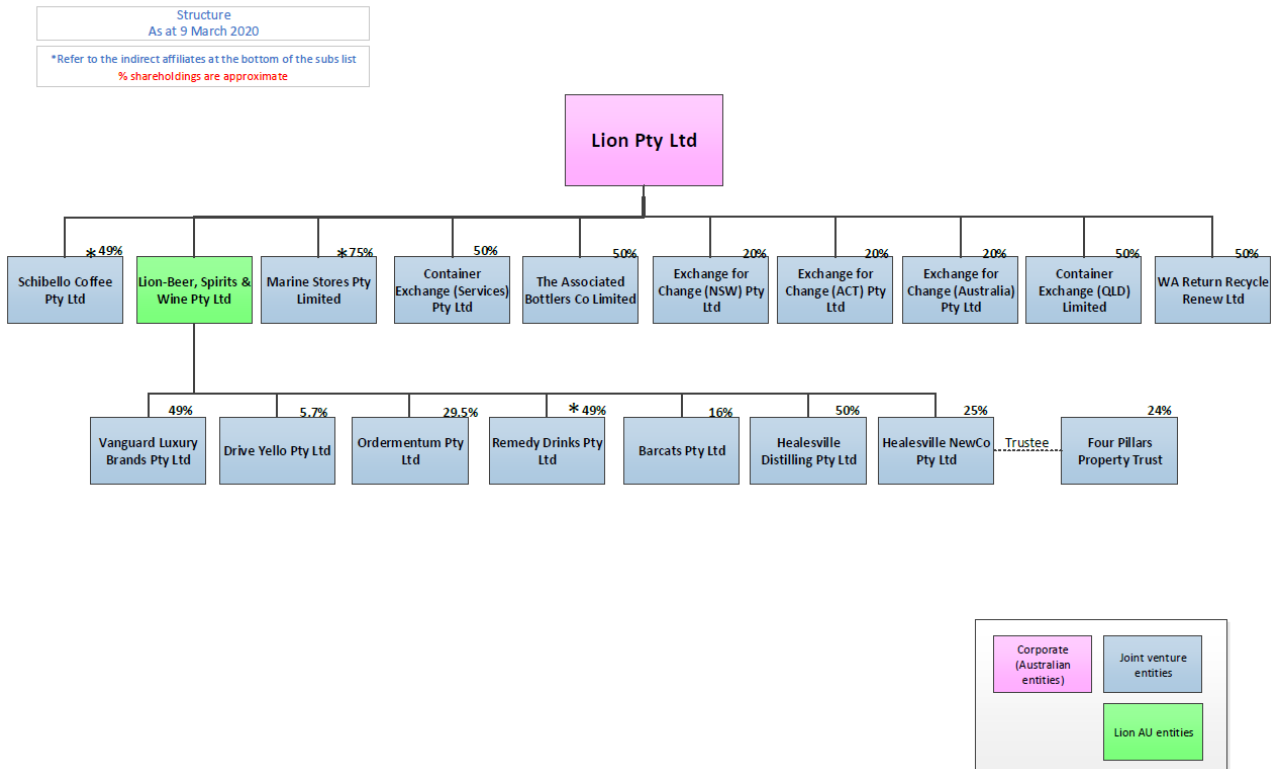 Structure
As at 9 March 2020
*Refer to the indirect affiliates at the bottom of the subs list
% shareholdings are approximate
Lion Pty Ltd
*49%
Schibello Coffee
Pty Ltd
Lion-Beer, Spirits &
Wine Pty Ltd
*75%
Marine Stores Pty
Limited
50%
Container
Exchange (Services)
Pty Ltd
50%
The Associated
Bottlers Co Limited
20%
Exchange for
Change (NSW) Pty
Ltd
20%
Exchange for
Change (ACT) Pty
Ltd
20%
Exchange for
Change (Australia)
Pty Ltd
50%
Container
Exchange (QLD)
Limited
50%
WA Return Recycle
Renew Ltd
49%
Vanguard Luxury
Brands Pty Ltd
5.7%
Drive Yello Pty Ltd
29.5%
Ordermentum Pty
Ltd
*49%
Remedy Drinks Pty
Ltd
16%
Barcats Pty Ltd
50%
Healesville
Distilling Pty Ltd
25%
Healesville NewCo
Pty Ltd
Trustee
24%
Four Pillars
Property Trust
Corporate
(Australian
entities)
Joint venture
entities
Lion AU entities